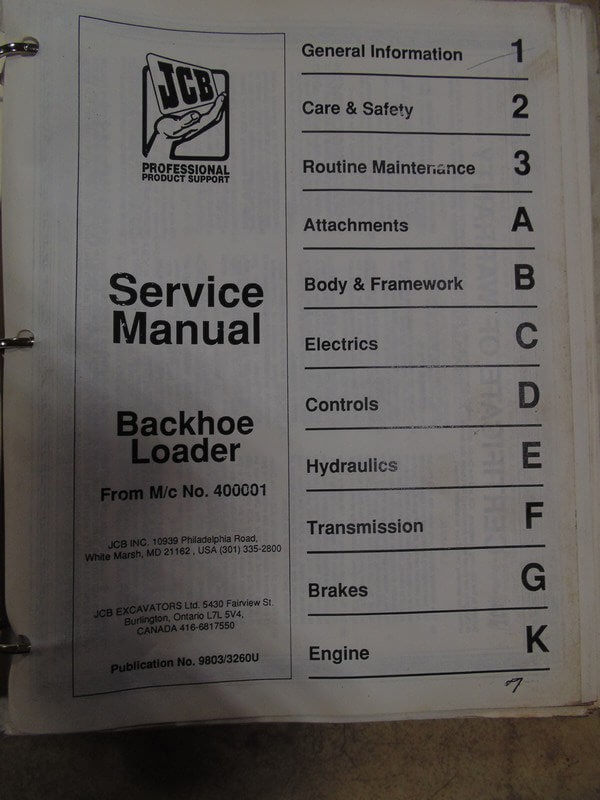 JCB
PROFESSIONAL
PRODUCT SUPPORT
Service
Manual
Backhoe
Loader
From M/c No. 400001
JCB INC. 10939 Philadelphia Road,
White Marsh, MD 21162 , USA (301) 335-2800
JCB EXCAVATORS Ltd. 5430 Fairview St.
Burlington, Ontario L7L 5V4,
CANADA 416-6817550
Publication No. 9803/3260U
General Information 1
Care & Safety 2
Routine Maintenance 3
Attachments A
Body & Framework B
Electrics C
Controls D
Hydraulics E
Transmission F
Brakes G
Engine K
7